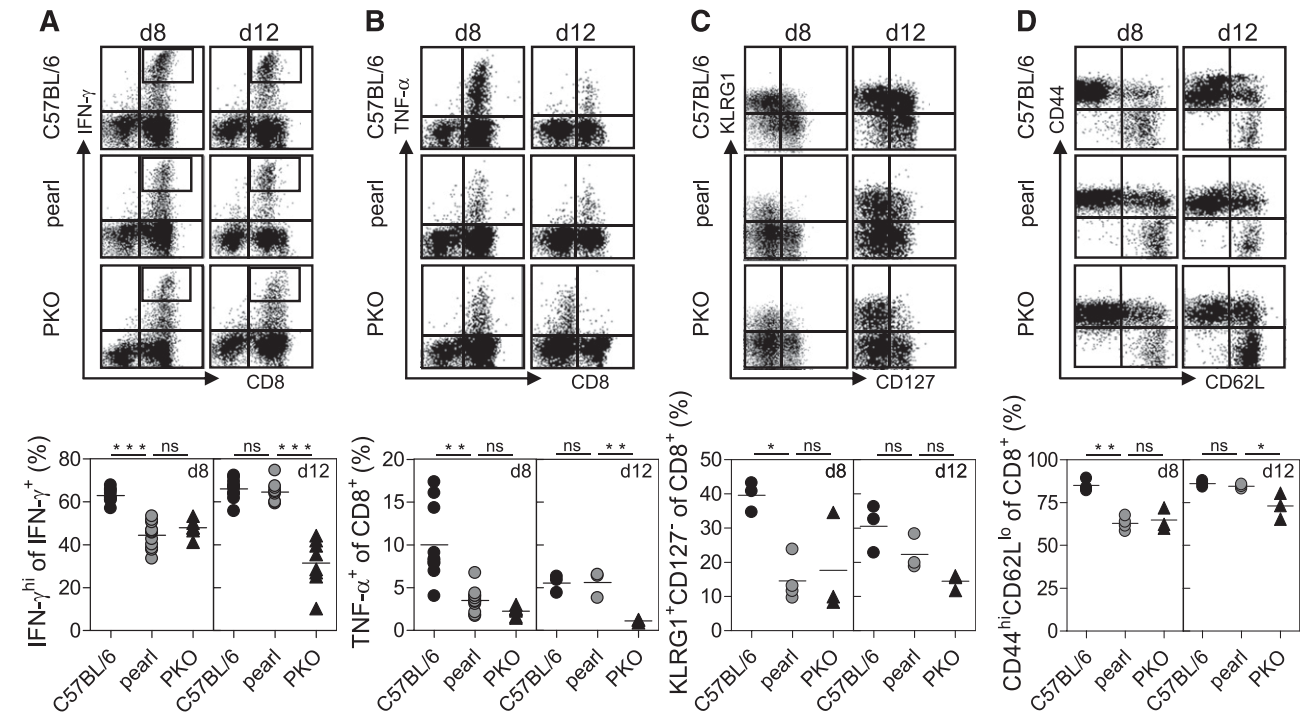 A
d8 d12
C57BL/6
IFN-γ
pearl
PKO
CD8
B
d8 d12
C57BL/6
TNF-α
pearl
PKO
CD8
C
d8 d12
C57BL/6
KLRG1
pearl
PKO
CD127
D
d8 d12
C57BL/6
CD44
pearl
PKO
CD62L
IFN-γhi of IFN-γ+ (%)
80
60
40
20
0
*** ns
d8
ns ***
d12
C57BL/6 pearl PKO C57BL/6 pearl PKO
TNF-α+ of CD8+ (%)
20
15
10
5
0
** ns
d8
ns **
d12
C57BL/6 pearl PKO C57BL/6 pearl PKO
KLRG1+CD127- of CD8+ (%)
50
40
30
20
10
0
* ns
d8
ns ns
d12
C57BL/6 pearl PKO C57BL/6 pearl PKO
CD44hiCD62Llo of CD8+ (%)
100
75
50
25
0
** ns
d8
ns *
d12
C57BL/6 pearl PKO C57BL/6 pearl PKO